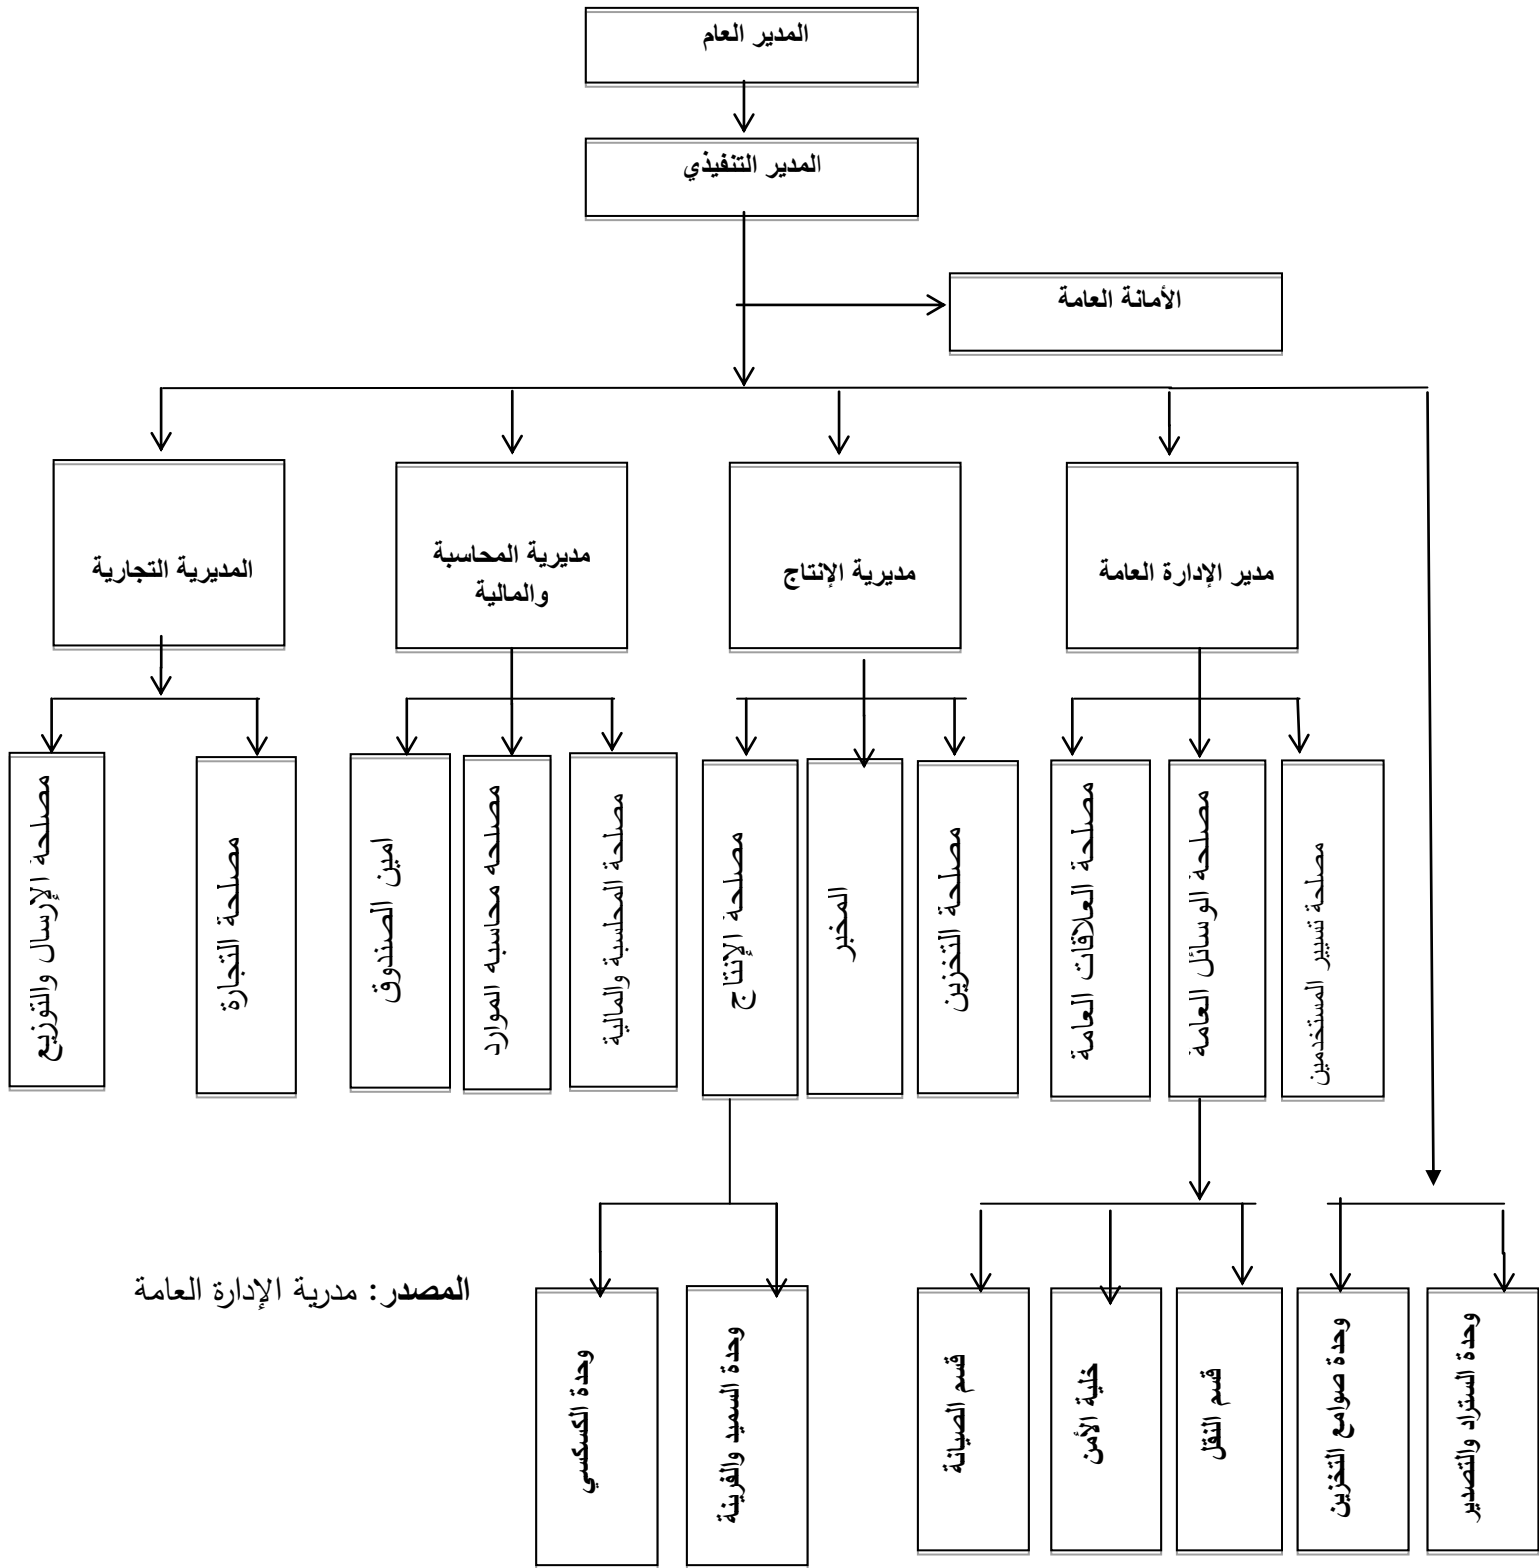 المدير العام
المدير التنفيذي
الأمانة العامة
مدير الإدارة العامة
مديرية الإنتاج
مديرية المحاسبة
والمالية
المديرية التجارية
مصلحة تسيير المستخدمين
مصلحة الوسائل العامة
مصلحة العلاقات العامة
مصلحة التخزين
المخبر
مصلحة الإنتاج
مصلحة المحلسبة والمالية
مصلحه محاسبه الموارد
امين الصندوق
مصلحة التجارة
مصلحة الإرسال والتوزيع
وحدة الستراد والتصدير
وحدة صوامع التخزين
قسم النقل
خلية الأمن
قسم الصيانة
وحدة السميد والفرينة
وحدة الكسكسي
المصدر: مدرية الإدارة العامة